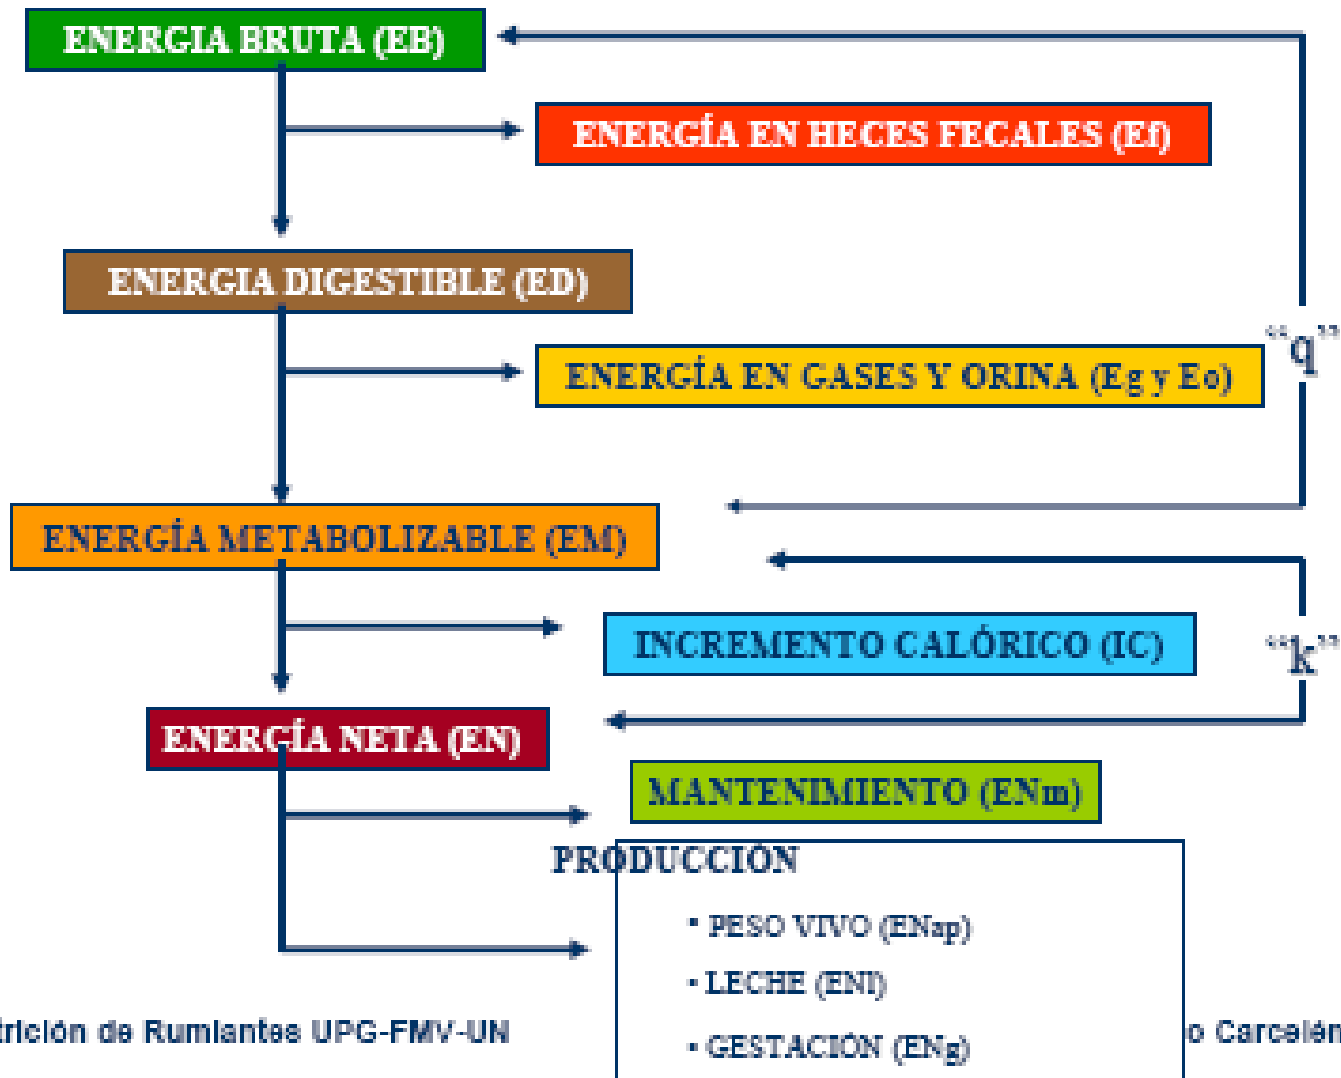 ENERGIA BRUTA (EB)
ENERGÍA EN HECES FECALES (Ef)
ENERGIA DIGESTIBLE (ED)
“q”
ENERGÍA EN GASES Y ORINA (Eg y Eo)
ENERGÍA METABOLIZABLE (EM)
INCREMENTO CALÓRICO (IC)
“k”
ENERGÍA NETA (EN)
MANTENIMIENTO (ENm)
PRODUCCIÓN
▪ PESO VIVO (ENap)
▪ LECHE (ENl)
▪ GESTACIÓN (ENg)
trición de Rumiantes UPG-FMV-UN
o Carcelén